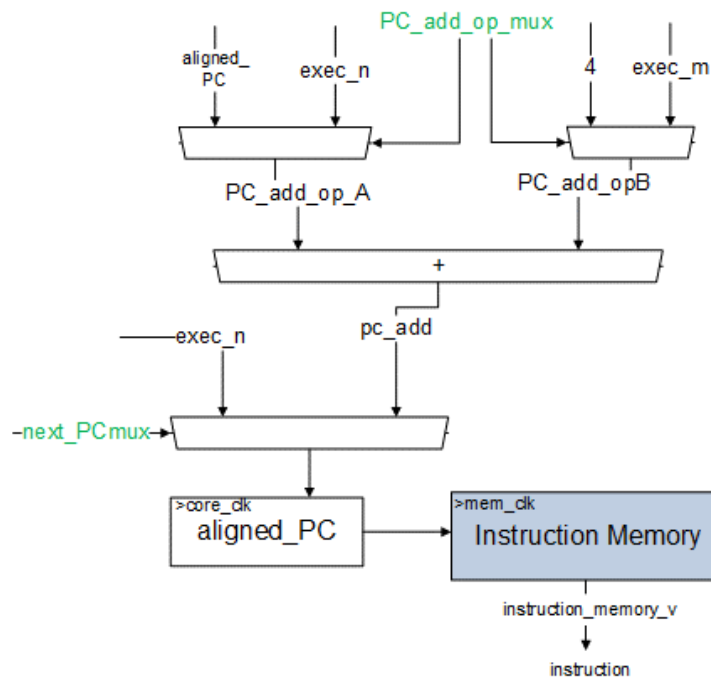 PC_add_op_mux
aligned_
PC
exec_n
4
exec_m
PC_add_op_A
PC_add_opB
+
exec_n
pc_add
next_PCmux
>core_clk
aligned_PC
>mem_clk
Instruction Memory
instruction_memory_v
instruction